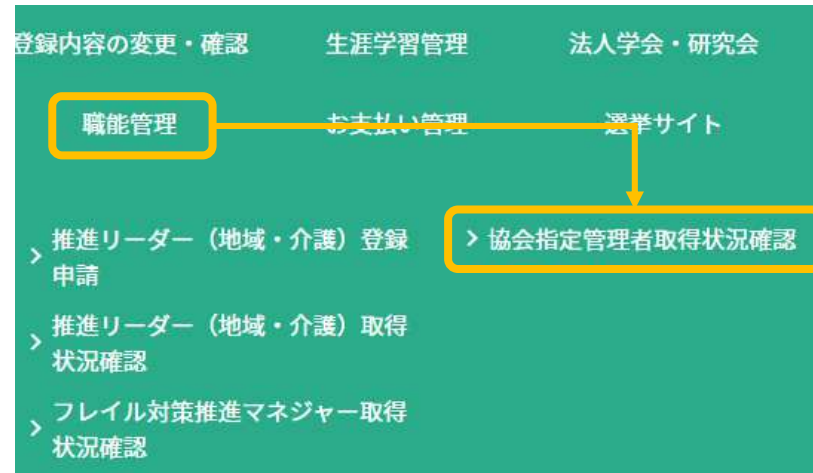 登録内容の変更・確認 生涯学習管理 法人学会・研究会
職能管理 お支払い管理 選挙サイト
推進リーダー（地域・介護）登録
申請
推進リーダー（地域・介護）取得
状況確認
フレイル対策推進マネジャー取得
状況確認
協会指定管理者取得状況確認